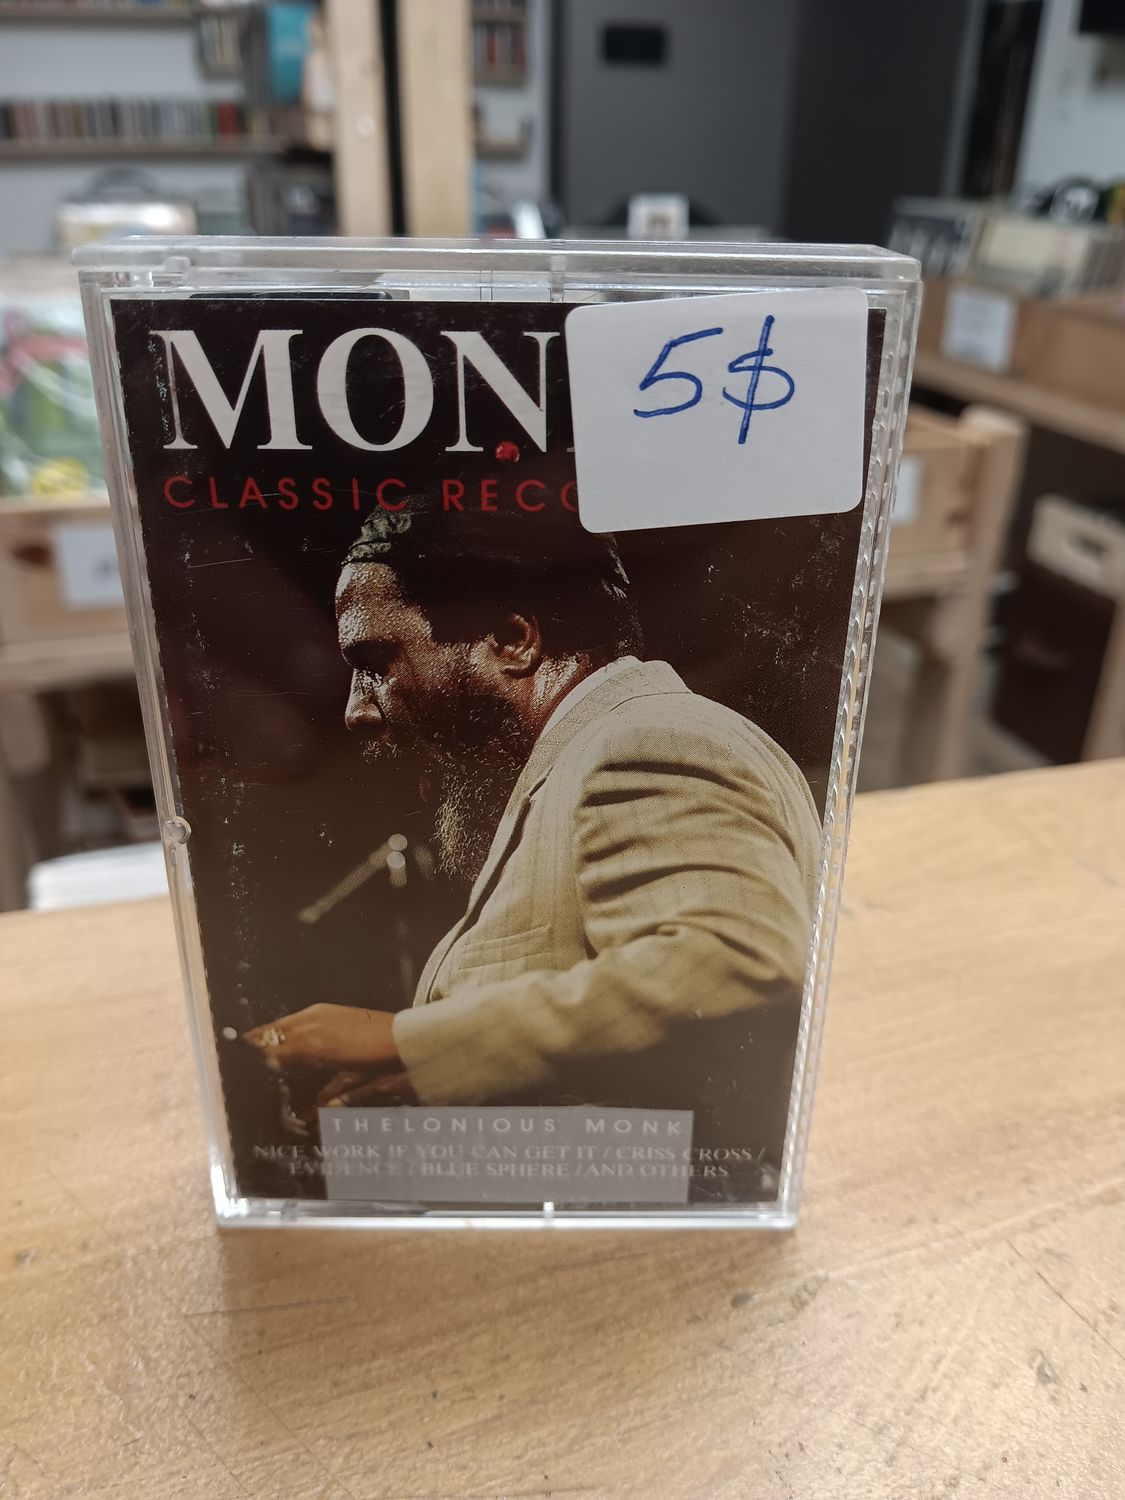 MON
5$
CLASSIC RECO
THELONIOUS MONK
NICE WORK IF YOU CAN GET IT / CRISS CROSS /
EVIDENCE / BLUE SPHERE / AND OTHERS